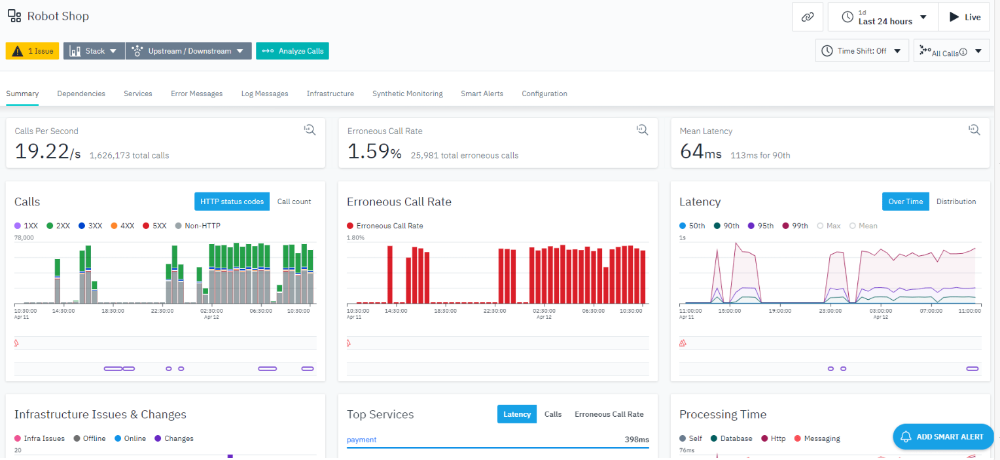 Robot Shop
1d
Last 24 hours
Live
1 Issue
Stack
Upstream / Downstream
Analyze Calls
Time Shift: Off
All Calls
Summary
Dependencies
Services
Error Messages
Log Messages
Infrastructure
Synthetic Monitoring
Smart Alerts
Configuration
Calls Per Second
19.22/s 1,626,173 total calls
Erroneous Call Rate
1.59% 25,981 total erroneous calls
Mean Latency
64ms 113ms for 90th
Calls
HTTP status codes
Call count
1XX 2XX 3XX 4XX 5XX Non-HTTP
78,000
10:30:00 14:30:00 18:30:00 22:30:00 02:30:00 06:30:00 10:30:00
Apr 11 Apr 12
Erroneous Call Rate
Erroneous Call Rate
1.80%
10:30:00 14:30:00 18:30:00 22:30:00 02:30:00 06:30:00 10:30:00
Apr 11 Apr 12
Latency
Over Time
Distribution
50th 90th 95th 99th Max Mean
1s
11:00:00 15:00:00 19:00:00 23:00:00 03:00:00 07:00:00 11:00:00
Apr 11 Apr 12
Infrastructure Issues & Changes
Infra Issues Offline Online Changes
20
Top Services
Latency
Calls
Erroneous Call Rate
payment 398ms
Processing Time
Self Database Http Messaging
76ms
ADD SMART ALERT